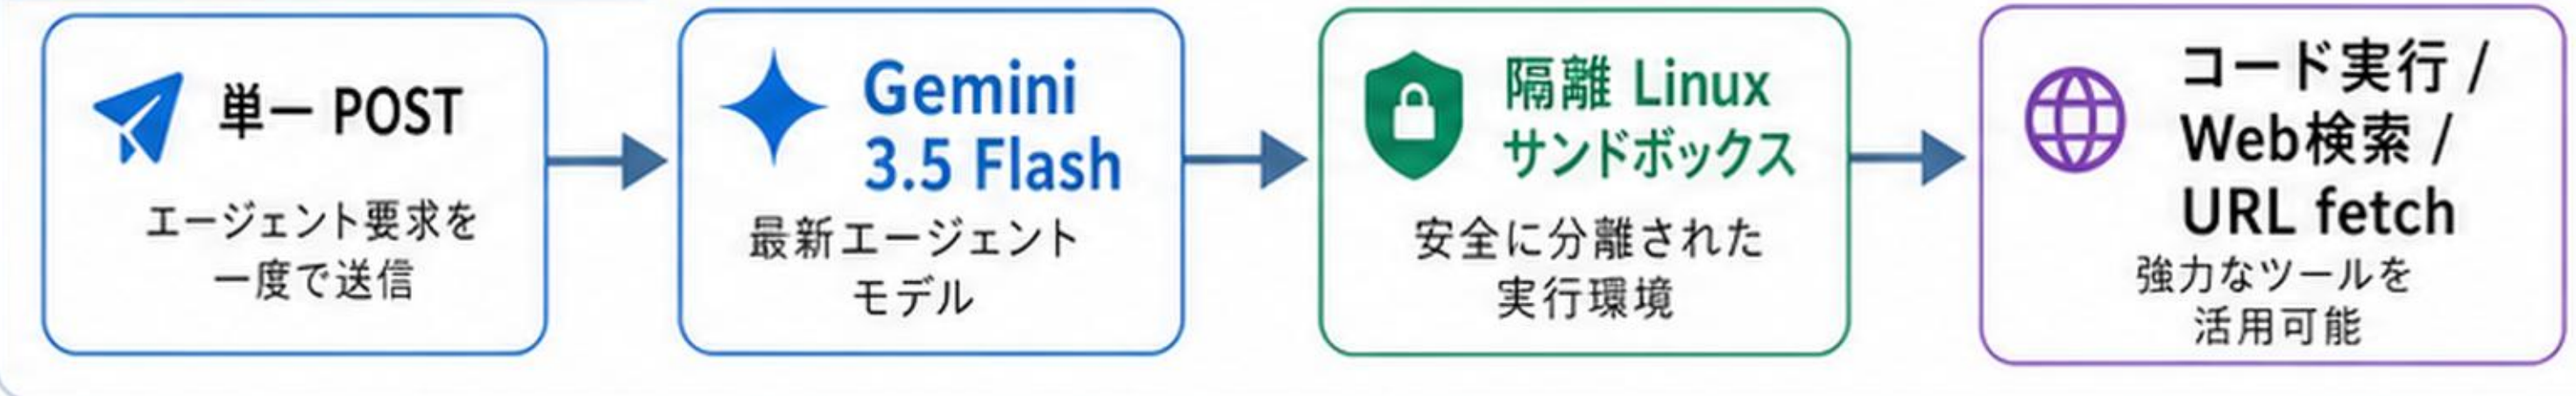 単一 POST
エージェント要求を
一度で送信
Gemini
3.5 Flash
最新エージェント
モデル
隔離 Linux
サンドボックス
安全に分離された
実行環境
コード実行 /
Web検索 /
URL fetch
強力なツールを
活用可能